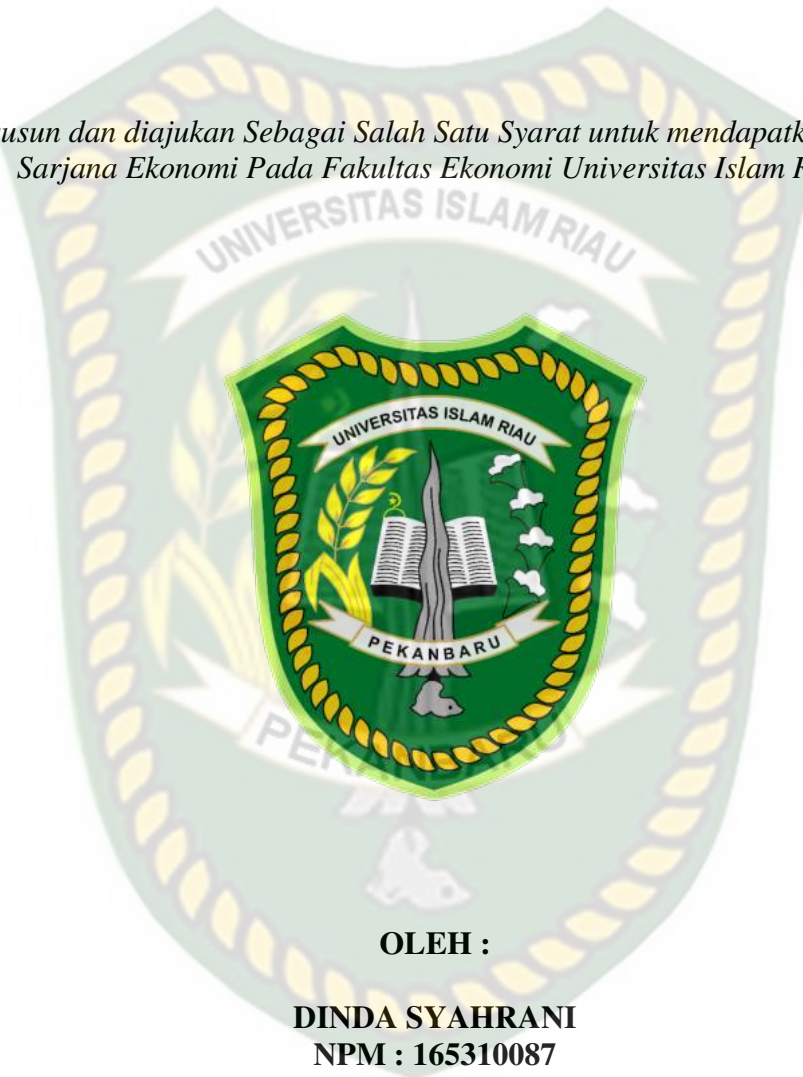 usun dan diajukan Sebagai Salah Satu Syarat untuk mendapatk
Sarjana Ekonomi Pada Fakultas Ekonomi Universitas Islam R
UNIVERSITAS ISLAM RIAU
UNIVERSITAS ISLAM RIAU
PEKANBARU
PEKANBARU
OLEH :
DINDA SYAHRANI
NPM : 165310087